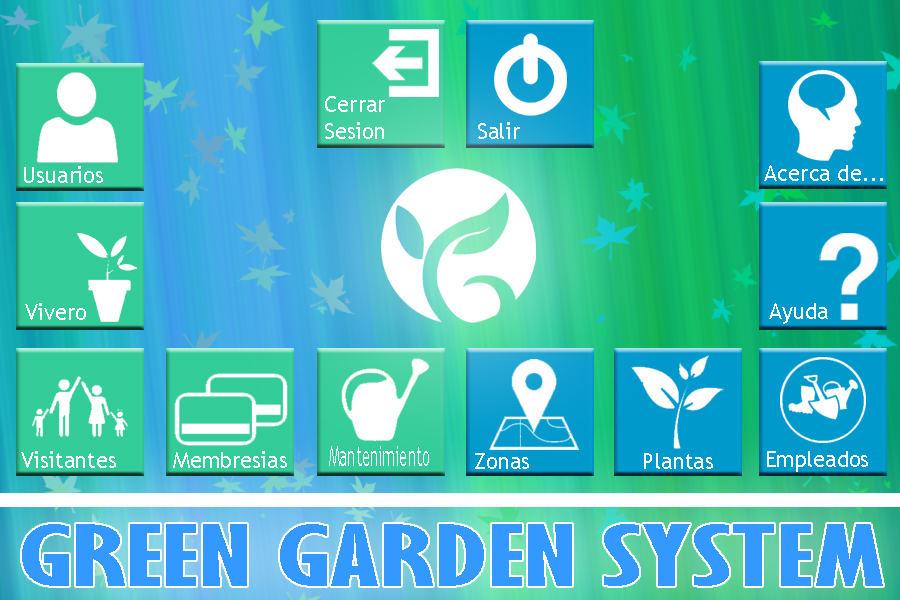 Cerrar
Sesion
Salir
Usuarios
Acerca de...
Vivero
Ayuda
Visitantes
Membresias
Mantenimiento
Zonas
Plantas
Empleados
GREEN GARDEN SYSTEM